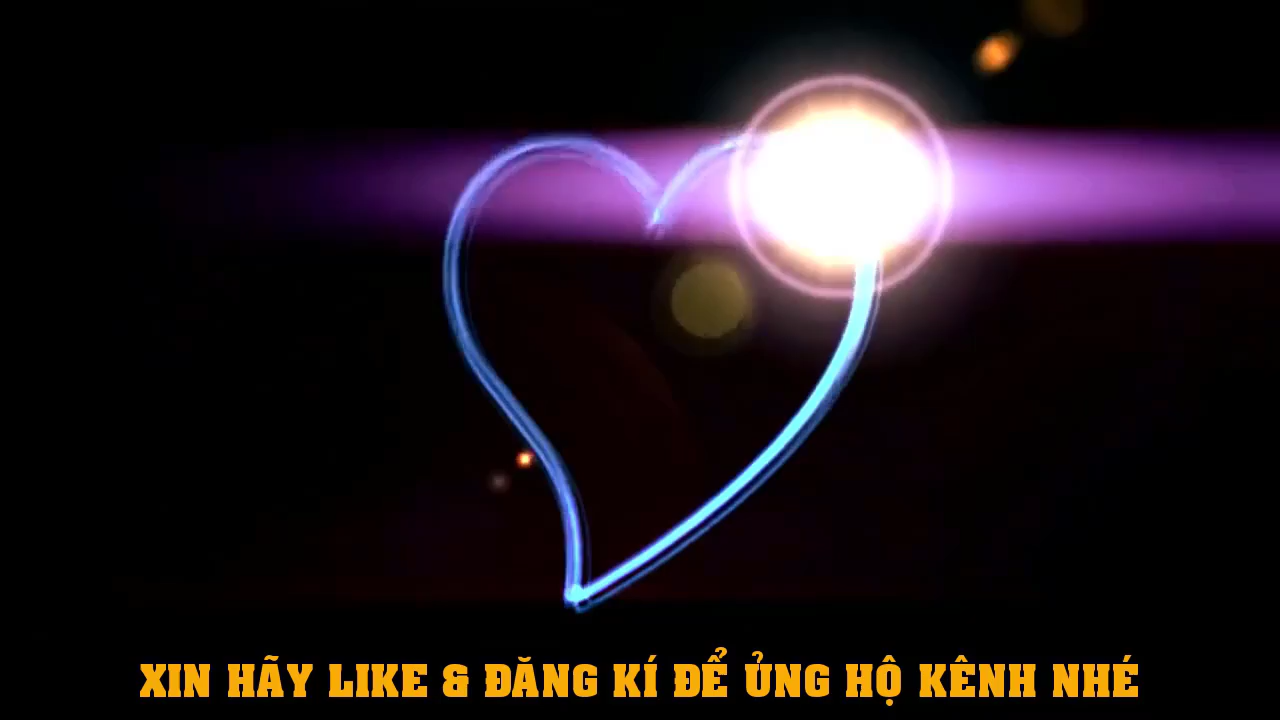 XIN HÃY LIKE & ĐĂNG KÍ ĐỂ ỦNG HỘ KÊNH NHÉ